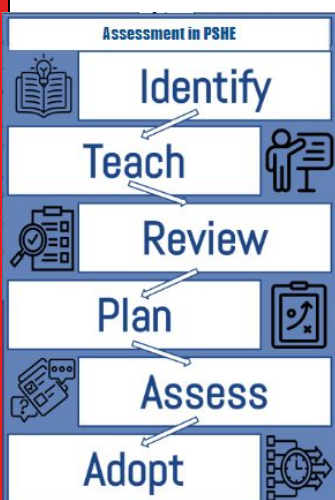 Assessment in PSHE
Identify
Teach
Review
Plan
Assess
Adopt